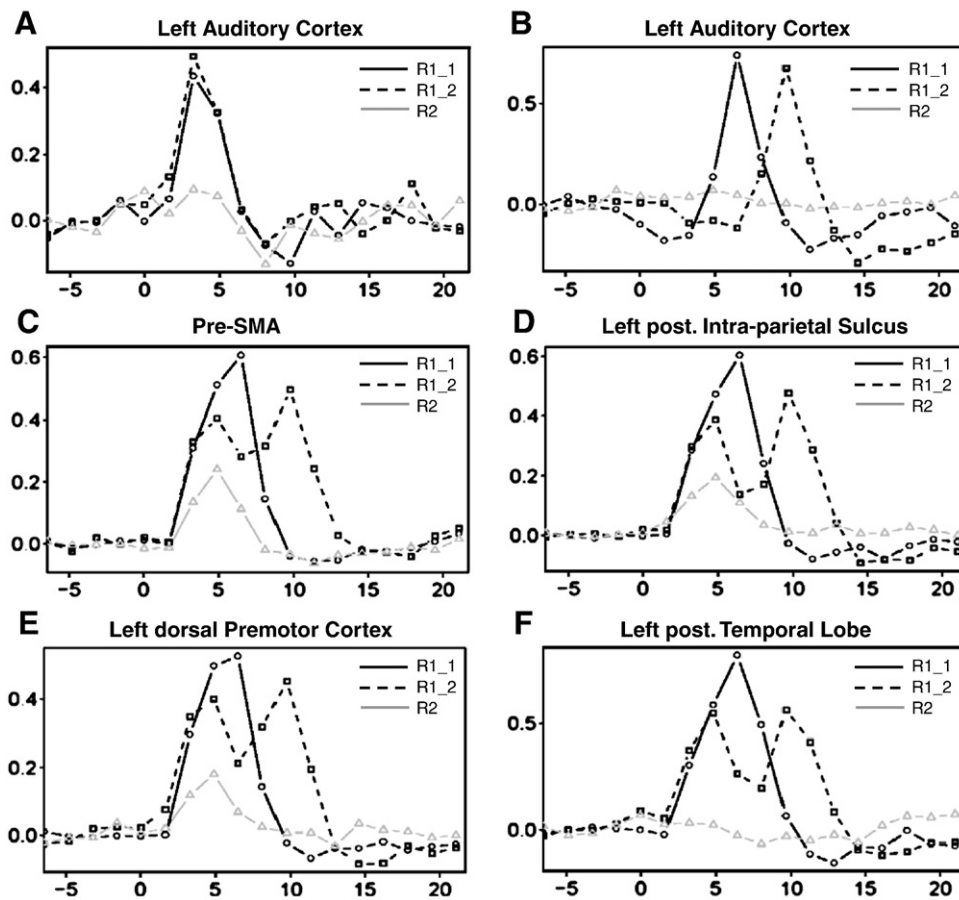 A
Left Auditory Cortex
0.4
0.2
0.0
R1_1
R1_2
R2
−5 0 5 10 15 20
B
Left Auditory Cortex
0.5
0.0
R1_1
R1_2
R2
−5 0 5 10 15 20
C
Pre-SMA
0.6
0.4
0.2
0.0
R1_1
R1_2
R2
−5 0 5 10 15 20
D
Left post. Intra-parietal Sulcus
0.6
0.4
0.2
0.0
R1_1
R1_2
R2
−5 0 5 10 15 20
E
Left dorsal Premotor Cortex
0.4
0.2
0.0
R1_1
R1_2
R2
−5 0 5 10 15 20
F
Left post. Temporal Lobe
0.5
0.0
R1_1
R1_2
R2
−5 0 5 10 15 20